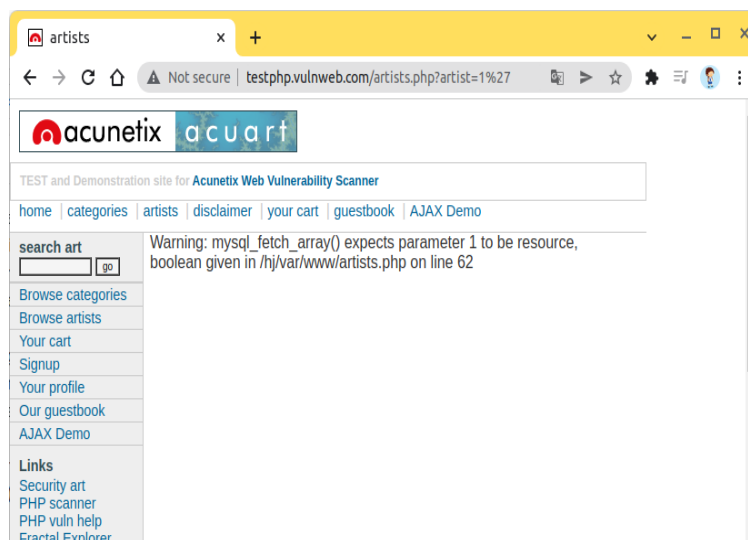 artists
Not secure | testphp.vulnweb.com/artists.php?artist=1%27
acunetix acuart
TEST and Demonstration site for Acunetix Web Vulnerability Scanner
home | categories | artists | disclaimer | your cart | guestbook | AJAX Demo
search art
go
Warning: mysql_fetch_array() expects parameter 1 to be resource,
boolean given in /hj/var/www/artists.php on line 62
Browse categories
Browse artists
Your cart
Signup
Your profile
Our guestbook
AJAX Demo
Links
Security art
PHP scanner
PHP vuln help
Fractal Explorer